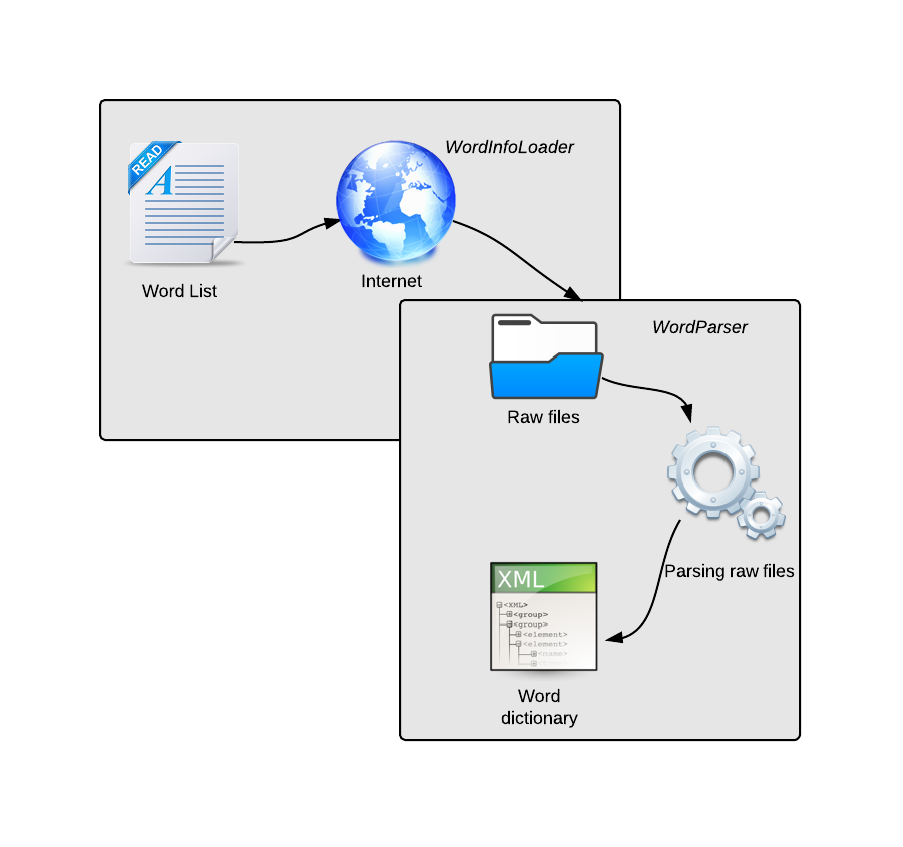 READ
A
WordInfoLoader
Internet
Word List
WordParser
Raw files
Parsing raw files
XML
<XML>
<group>
<group>
<element>
<element>
<name>
Word
dictionary